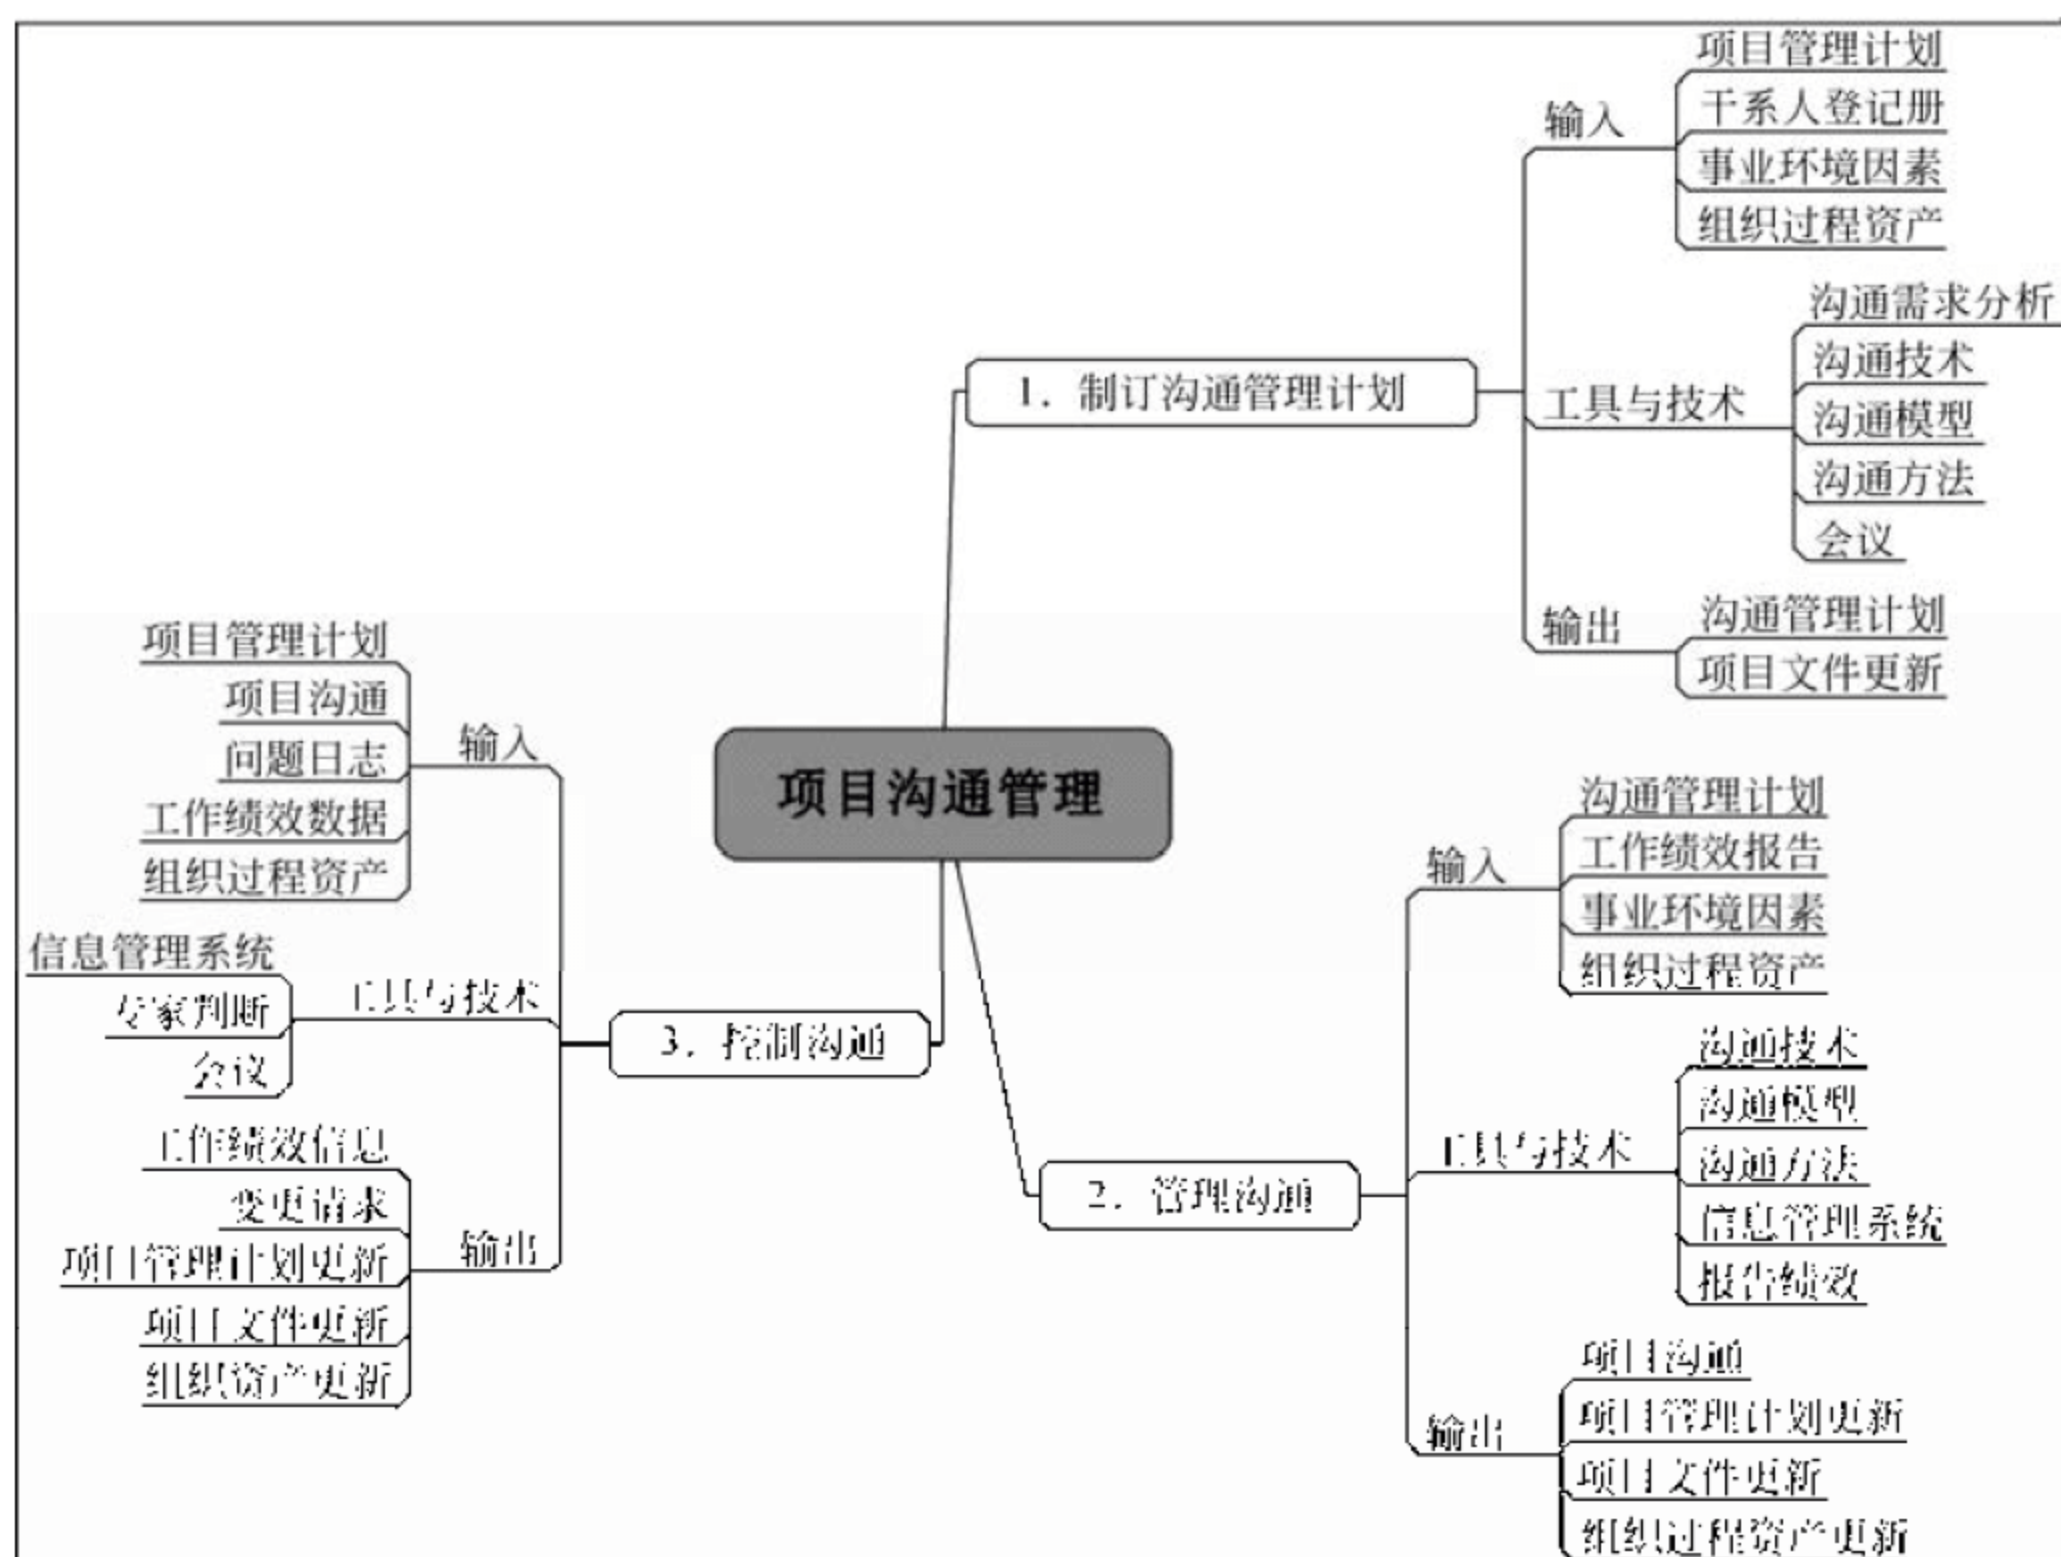 项目沟通管理
1. 制订沟通管理计划
输入
项目管理计划
干系人登记册
事业环境因素
组织过程资产
工具与技术
沟通需求分析
沟通技术
沟通模型
沟通方法
会议
输出
沟通管理计划
项目文件更新
2. 管理沟通
输入
沟通管理计划
工作绩效报告
事业环境因素
组织过程资产
工具与技术
沟通技术
沟通模型
沟通方法
信息管理系统
报告绩效
输出
项目沟通
项目管理计划更新
项目文件更新
组织过程资产更新
3. 控制沟通
输入
项目管理计划
项目沟通
问题日志
工作绩效数据
组织过程资产
工具与技术
信息管理系统
专家判断
会议
输出
工作绩效信息
变更请求
项目管理计划更新
项目文件更新
组织资产更新